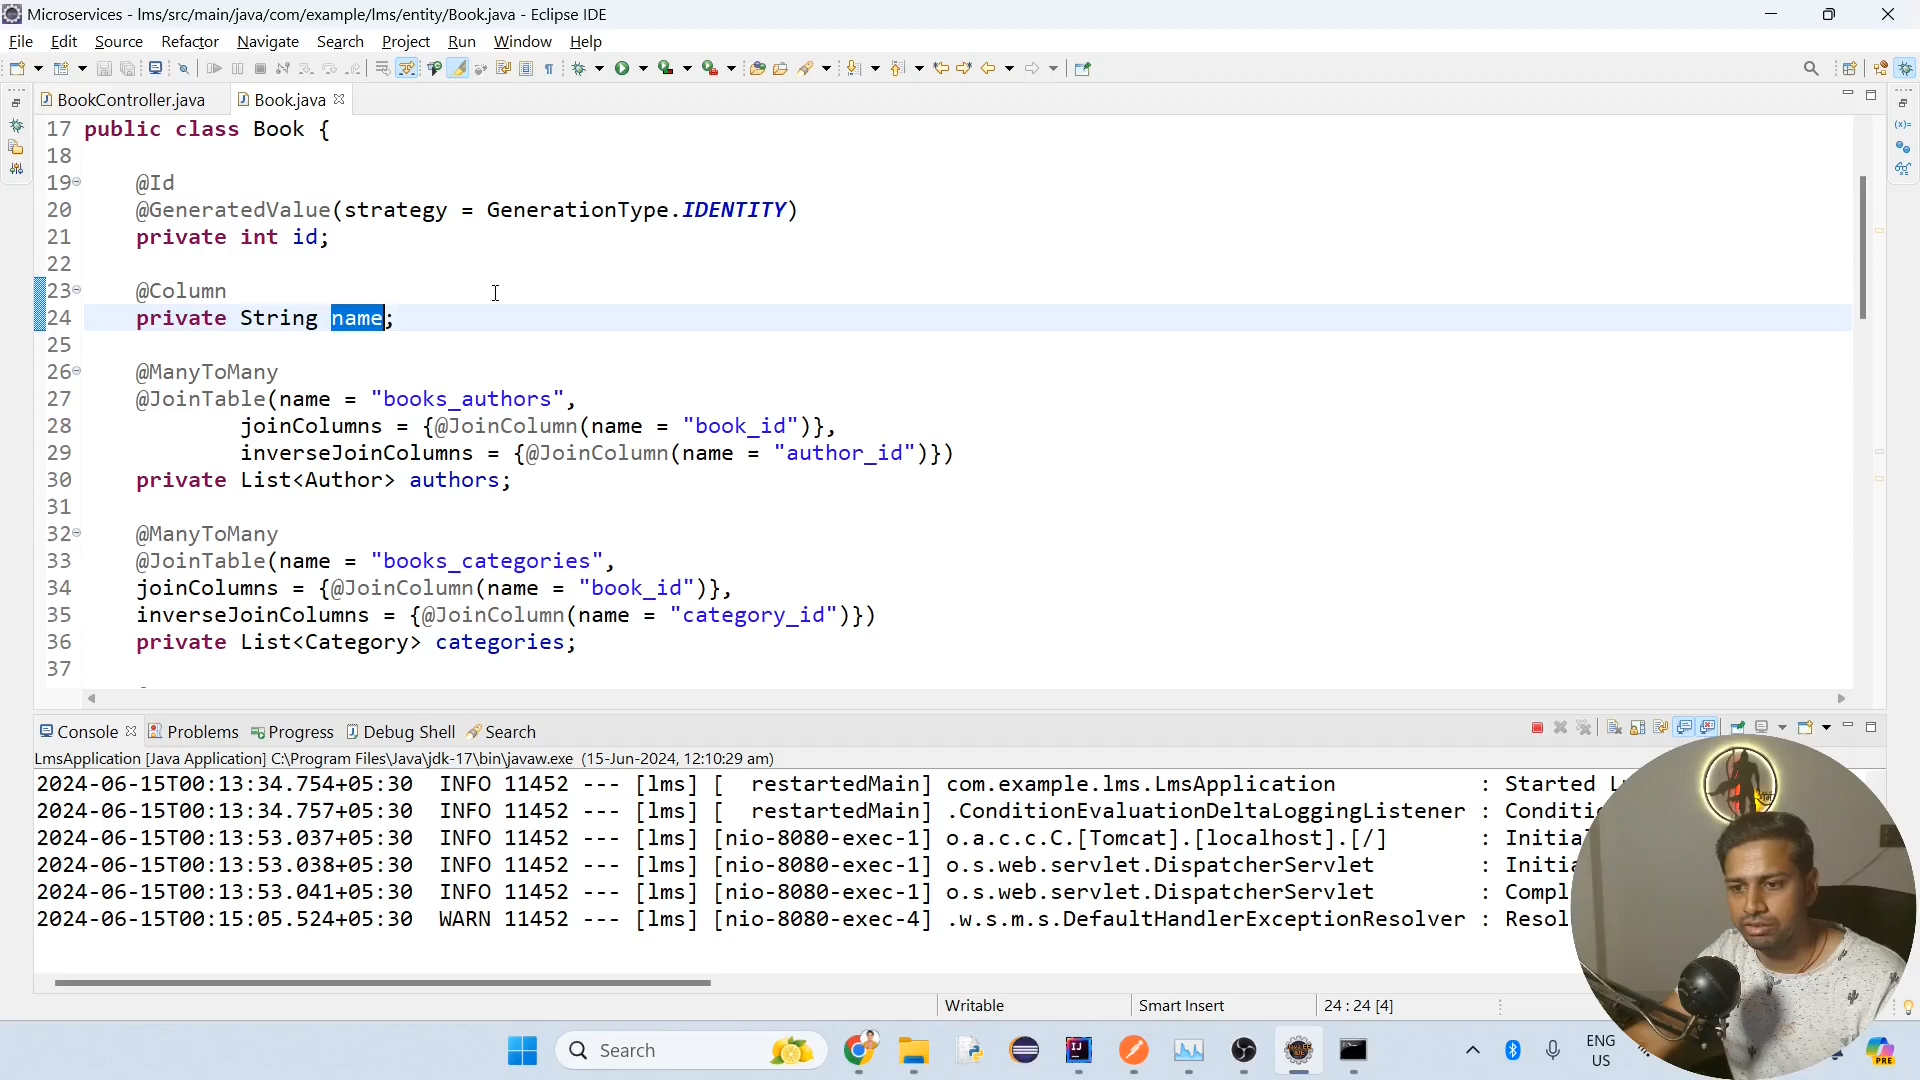 Microservices - lms/src/main/java/com/example/lms/entity/Book.java - Eclipse IDE
File Edit Source Refactor Navigate Search Project Run Window Help
BookController.java Book.java
17 public class Book {
18
19 @Id
20 @GeneratedValue(strategy = GenerationType.IDENTITY)
21 private int id;
22
23 @Column
24 private String name;
25
26 @ManyToMany
27 @JoinTable(name = "books_authors",
28 joinColumns = {@JoinColumn(name = "book_id")},
29 inverseJoinColumns = {@JoinColumn(name = "author_id")})
30 private List<Author> authors;
31
32 @ManyToMany
33 @JoinTable(name = "books_categories",
34 joinColumns = {@JoinColumn(name = "book_id")},
35 inverseJoinColumns = {@JoinColumn(name = "category_id")})
36 private List<Category> categories;
37
Console Problems Progress Debug Shell Search
LmsApplication [Java Application] C:\Program Files\Java\jdk-17\bin\javaw.exe (15-Jun-2024, 12:10:29 am)
2024-06-15T00:13:34.754+05:30 INFO 11452 --- [lms] [ restartedMain] com.example.lms.LmsApplication : Started
2024-06-15T00:13:34.757+05:30 INFO 11452 --- [lms] [ restartedMain] .ConditionEvaluationDeltaLoggingListener : Conditi
2024-06-15T00:13:53.037+05:30 INFO 11452 --- [lms] [nio-8080-exec-1] o.a.c.c.C.[Tomcat].[localhost].[/] : Initia
2024-06-15T00:13:53.038+05:30 INFO 11452 --- [lms] [nio-8080-exec-1] o.s.web.servlet.DispatcherServlet : Initia
2024-06-15T00:13:53.041+05:30 INFO 11452 --- [lms] [nio-8080-exec-1] o.s.web.servlet.DispatcherServlet : Compl
2024-06-15T00:15:05.524+05:30 WARN 11452 --- [lms] [nio-8080-exec-4] .w.s.m.s.DefaultHandlerExceptionResolver : Resol
Writable Smart Insert 24 : 24 [4]
Search
ENG
US
PRE